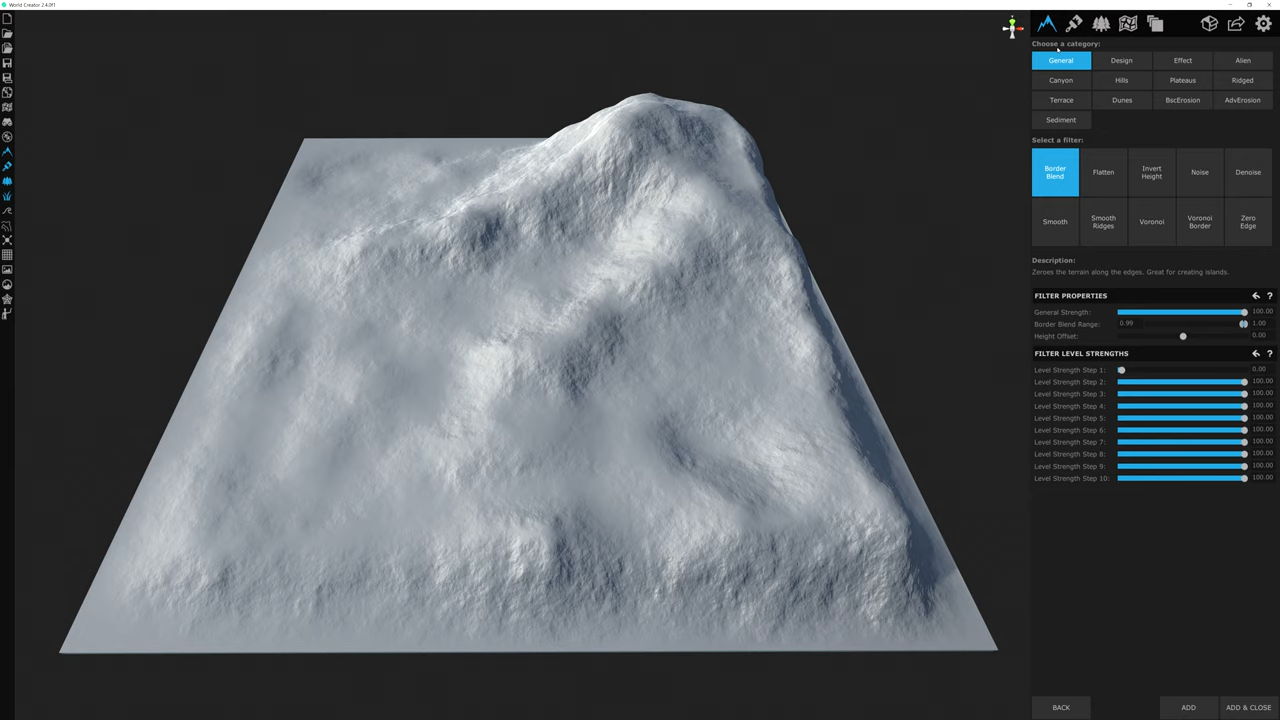 World Creator 2.4.0f1
Choose a category:
General Design Effect Alien
Canyon Hills Plateaus Ridged
Terrace Dunes BscErosion AdvErosion
Sediment
Select a filter:
Border Blend Flatten Invert Height Noise Denoise
Smooth Smooth Ridges Voronoi Voronoi Border Zero Edge
Description:
Zeroes the terrain along the edges. Great for creating islands.
FILTER PROPERTIES ?
General Strength: 100.00
Border Blend Range: 0.99 1.00
Height Offset: 0.00
FILTER LEVEL STRENGTHS ?
Level Strength Step 1: 0.00
Level Strength Step 2: 100.00
Level Strength Step 3: 100.00
Level Strength Step 4: 100.00
Level Strength Step 5: 100.00
Level Strength Step 6: 100.00
Level Strength Step 7: 100.00
Level Strength Step 8: 100.00
Level Strength Step 9: 100.00
Level Strength Step 10: 100.00
BACK ADD ADD & CLOSE